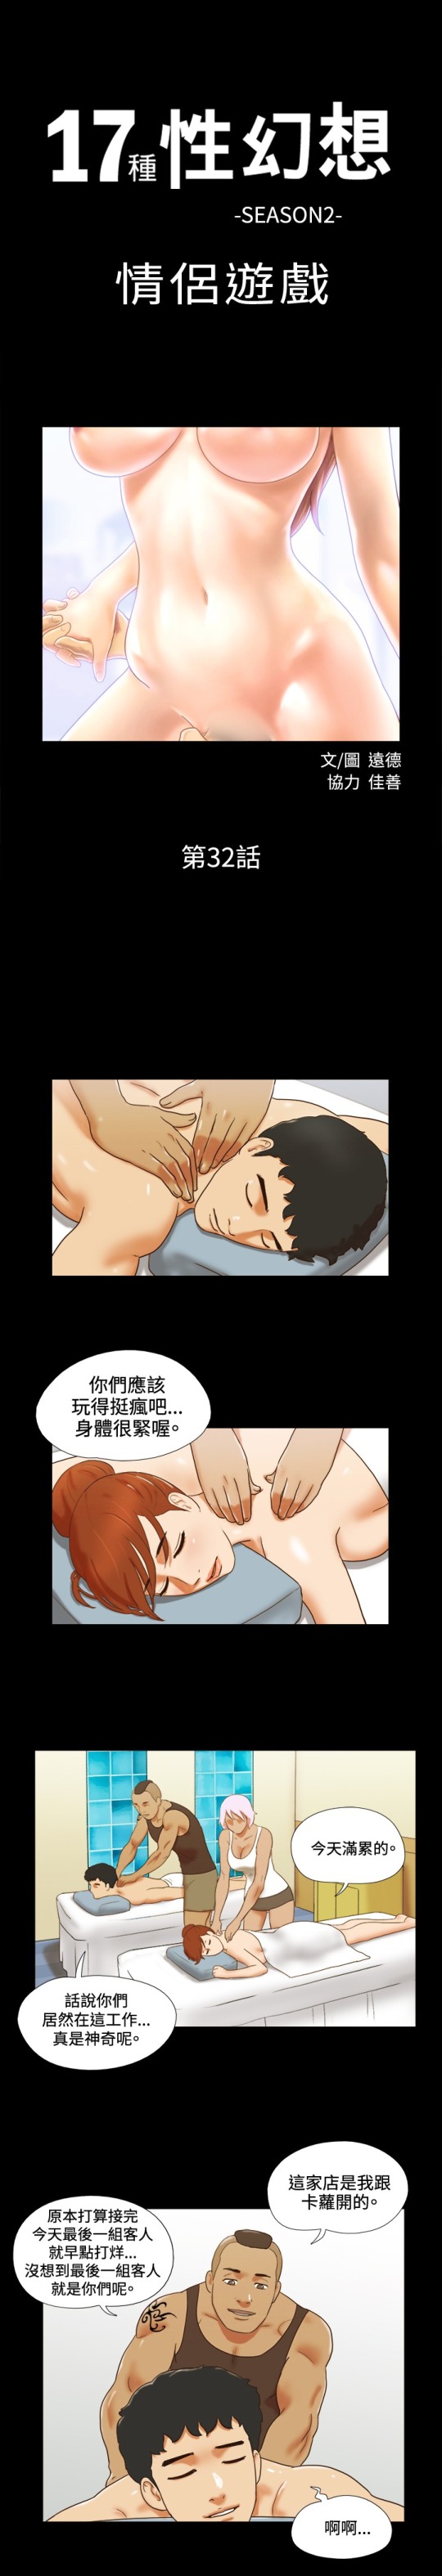 17種性幻想
-SEASON2-
情侶遊戲
文/圖 遠德
協力 佳善
第32話
你們應該
玩得挺瘋吧...
身體很緊喔。
今天滿累的。
話說你們
居然在這工作...
真是神奇呢。
這家店是我跟
卡蘿開的。
原本打算接完
今天最後一組客人
就早點打烊...
沒想到最後一組客人
就是你們呢。
啊啊...